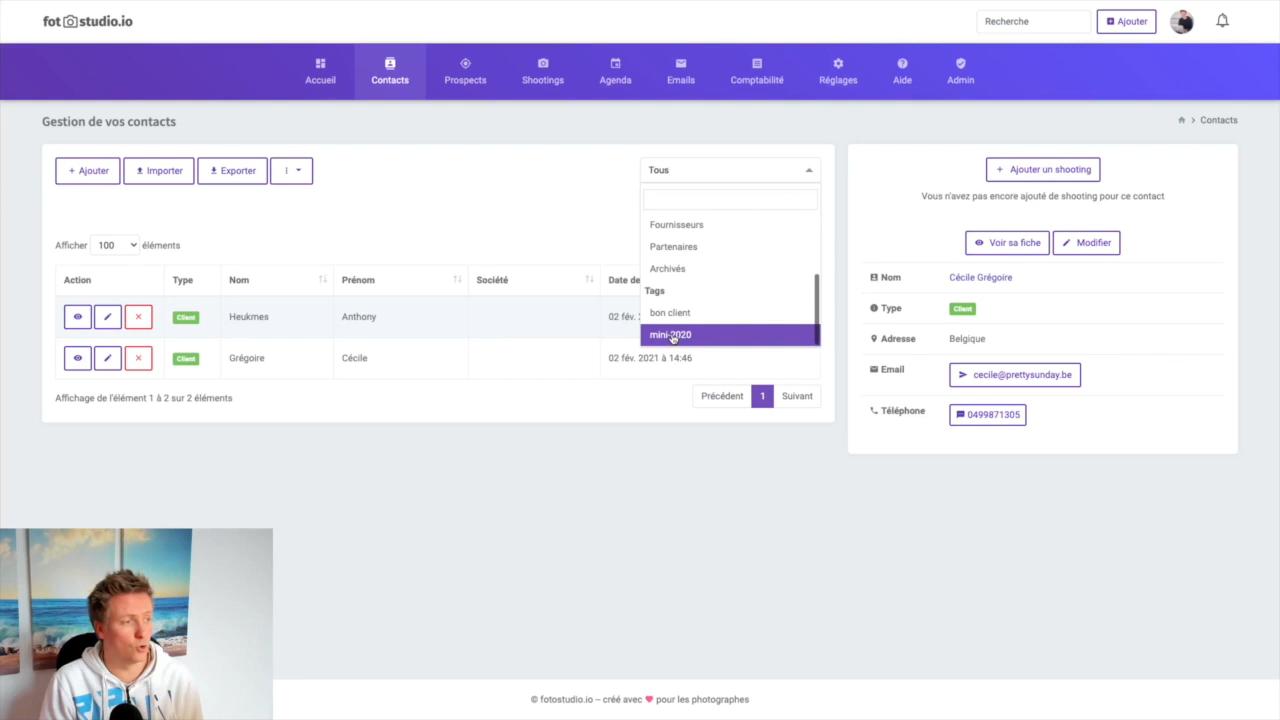 fotstudio.io
Recherche
Ajouter
Accueil
Contacts
Prospects
Shootings
Agenda
Emails
Comptabilité
Réglages
Aide
Admin
Gestion de vos contacts
> Contacts
+ Ajouter
Importer
Exporter
Tous
Fournisseurs
Partenaires
Archivés
Tags
bon client
mini-2020
Afficher 100 éléments
Action Type Nom Prénom Société Date de
Client Heukmes Anthony 02 fév.
Client Grégoire Cécile 02 fév. 2021 à 14:46
Affichage de l'élément 1 à 2 sur 2 éléments
Précédent 1 Suivant
+ Ajouter un shooting
Vous n'avez pas encore ajouté de shooting pour ce contact
Voir sa fiche
Modifier
Nom Cécile Grégoire
Type Client
Adresse Belgique
Email cecile@prettysunday.be
Téléphone 0499871305
© fotostudio.io – créé avec ❤ pour les photographes